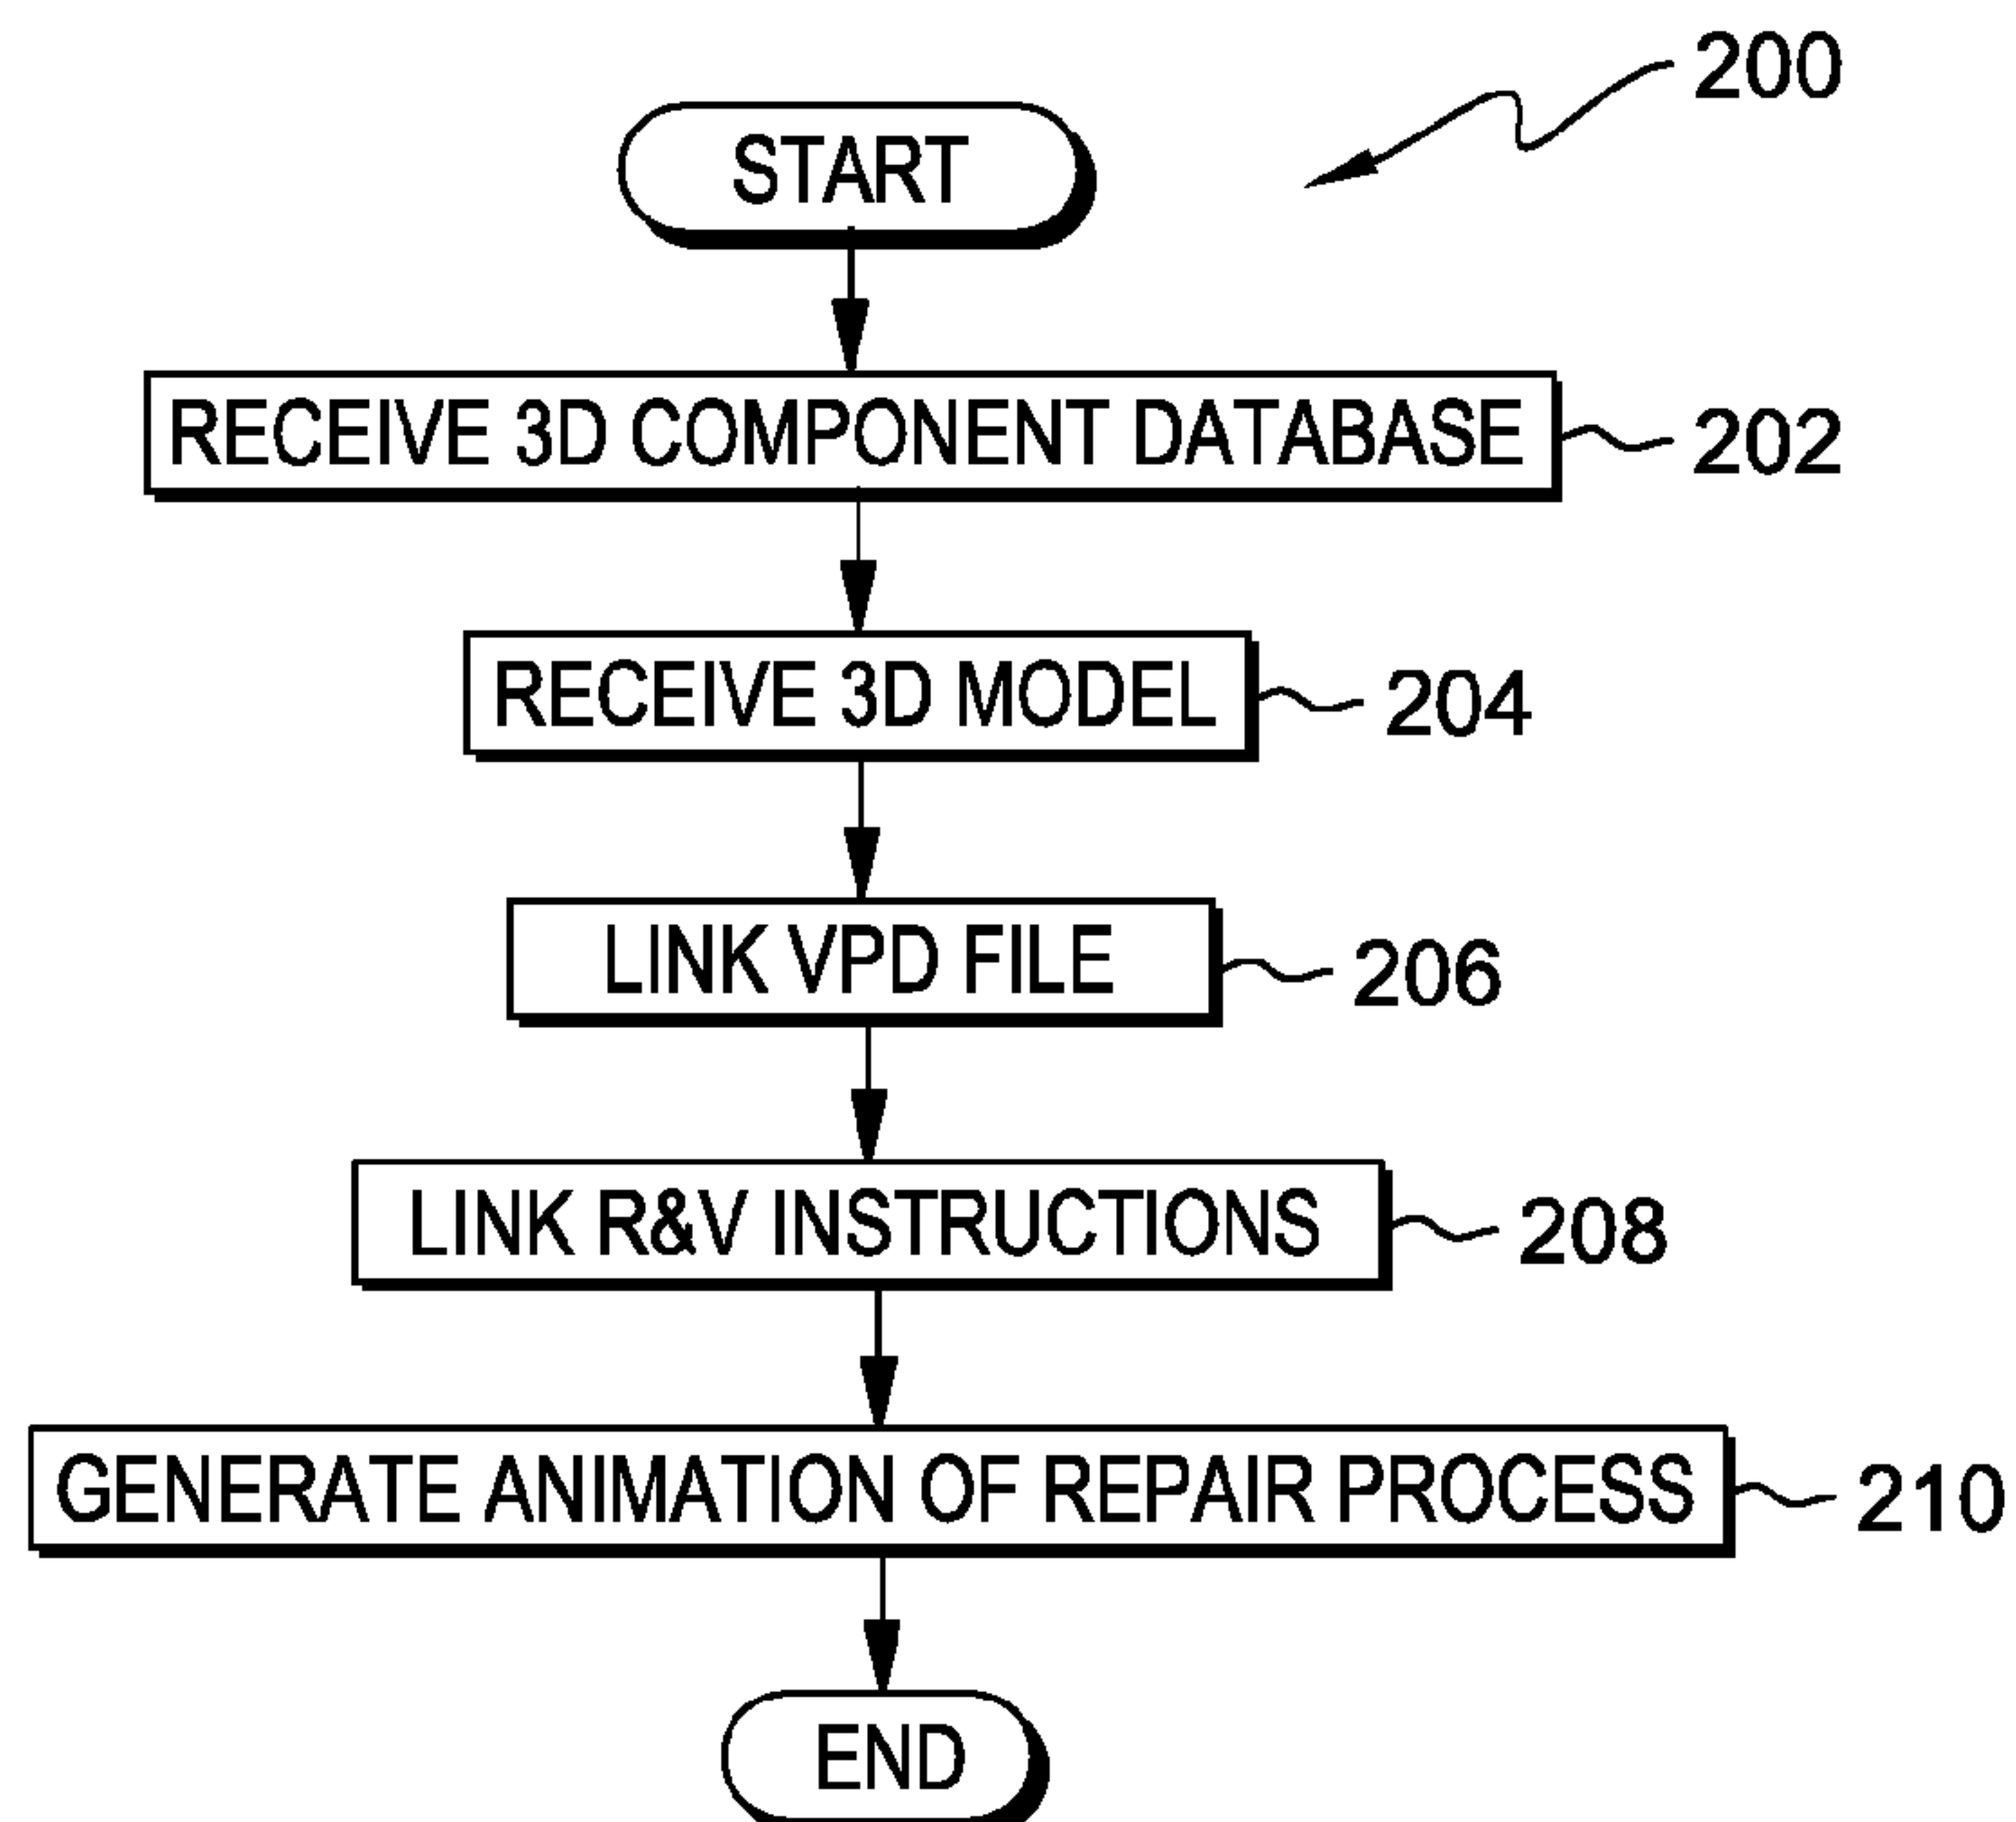 200
START
RECEIVE 3D COMPONENT DATABASE
202
RECEIVE 3D MODEL
204
LINK VPD FILE
206
LINK R&V INSTRUCTIONS
208
GENERATE ANIMATION OF REPAIR PROCESS
210
END